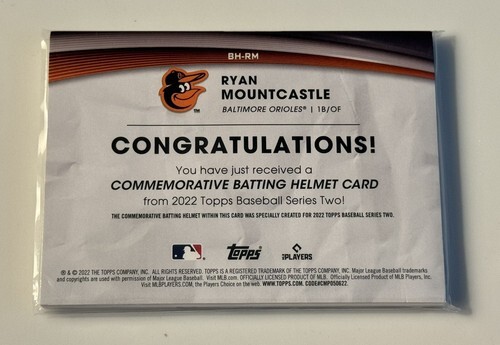 BH-RM
RYAN
MOUNTCASTLE
BALTIMORE ORIOLES® | 1B/OF
CONGRATULATIONS!
You have just received a
COMMEMORATIVE BATTING HELMET CARD
from 2022 Topps Baseball Series Two!
THE COMMEMORATIVE BATTING HELMET WITHIN THIS CARD WAS SPECIALLY CREATED FOR 2022 TOPPS BASEBALL SERIES TWO.
topps
PLAYERS
® & © 2022 THE TOPPS COMPANY, INC. ALL RIGHTS RESERVED. TOPPS IS A REGISTERED TRADEMARK OF THE TOPPS COMPANY, INC. Major League Baseball trademarks
and copyrights are used with permission of Major League Baseball. Visit MLB.com. OFFICIALLY LICENSED PRODUCT OF MLB. Officially Licensed Product of MLB Players, Inc.
Visit MLBPLAYERS.COM, the Players Choice on the web. WWW.TOPPS.COM. CODE#CMP050622.